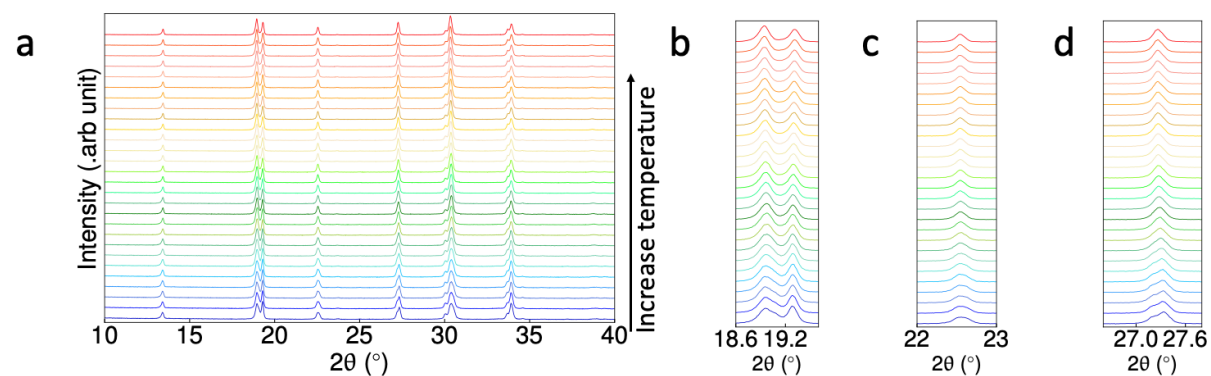 a
Intensity (.arb unit)
10 15 20 25 30 35 40
2θ (°)
Increase temperature
b
18.6 19.2
2θ (°)
c
22 23
2θ (°)
d
27.0 27.6
2θ (°)